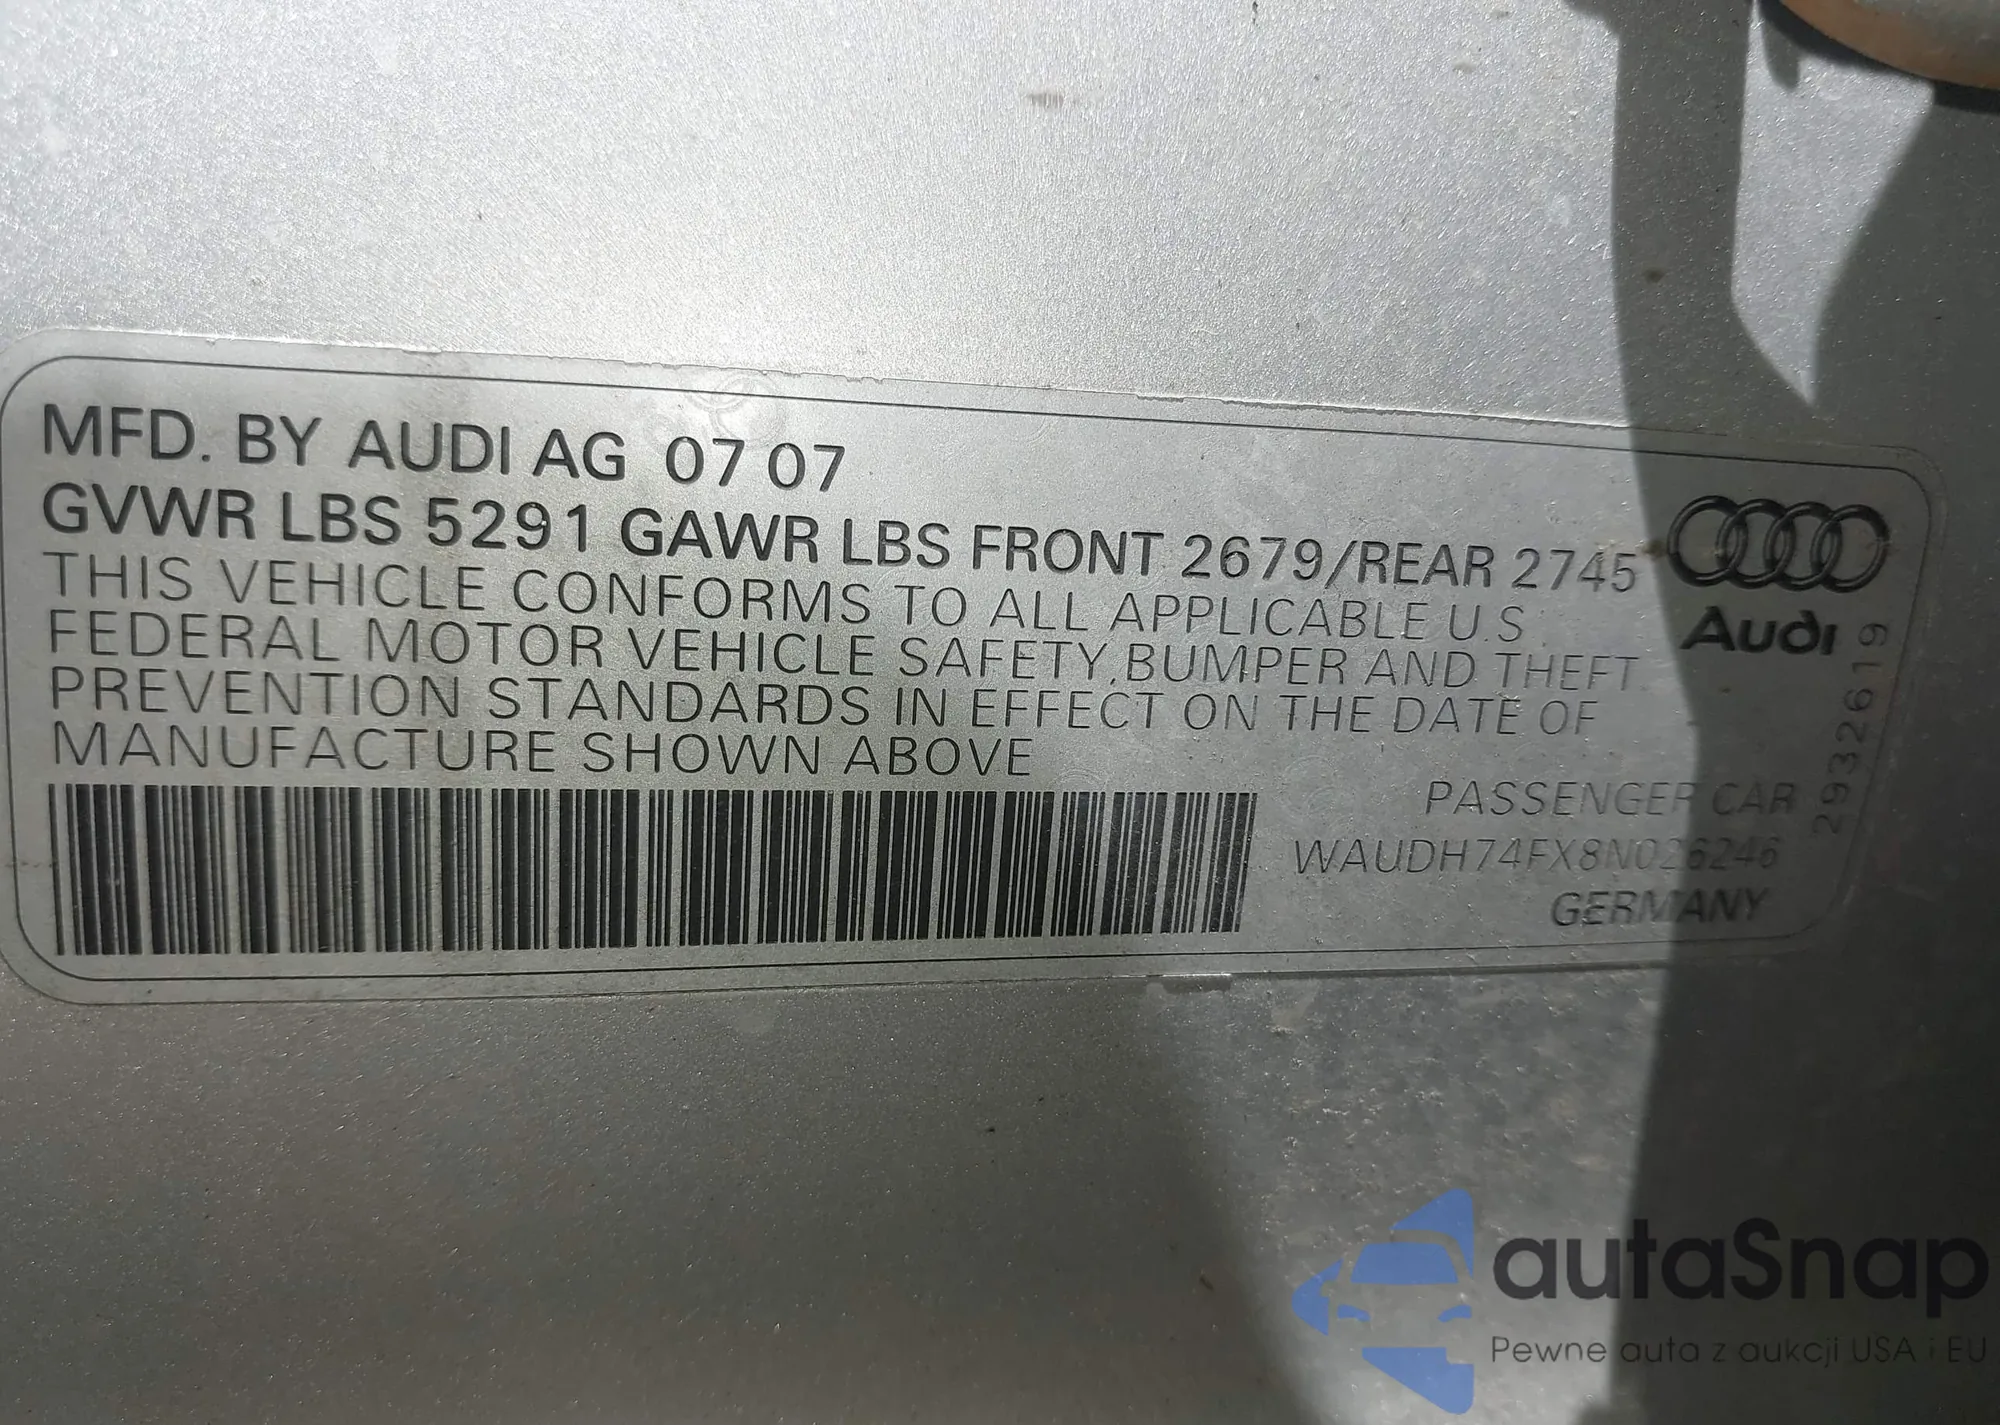 MFD. BY AUDI AG 07 07
GVWR LBS 5291 GAWR LBS FRONT 2679/REAR 2745
THIS VEHICLE CONFORMS TO ALL APPLICABLE U.S.
FEDERAL MOTOR VEHICLE SAFETY,BUMPER AND THEFT
PREVENTION STANDARDS IN EFFECT ON THE DATE OF
MANUFACTURE SHOWN ABOVE
Audi
2932619
PASSENGER CAR
WAUDH74FX8N026246
GERMANY
autaSnap
Pewne auta z aukcji USA i EU